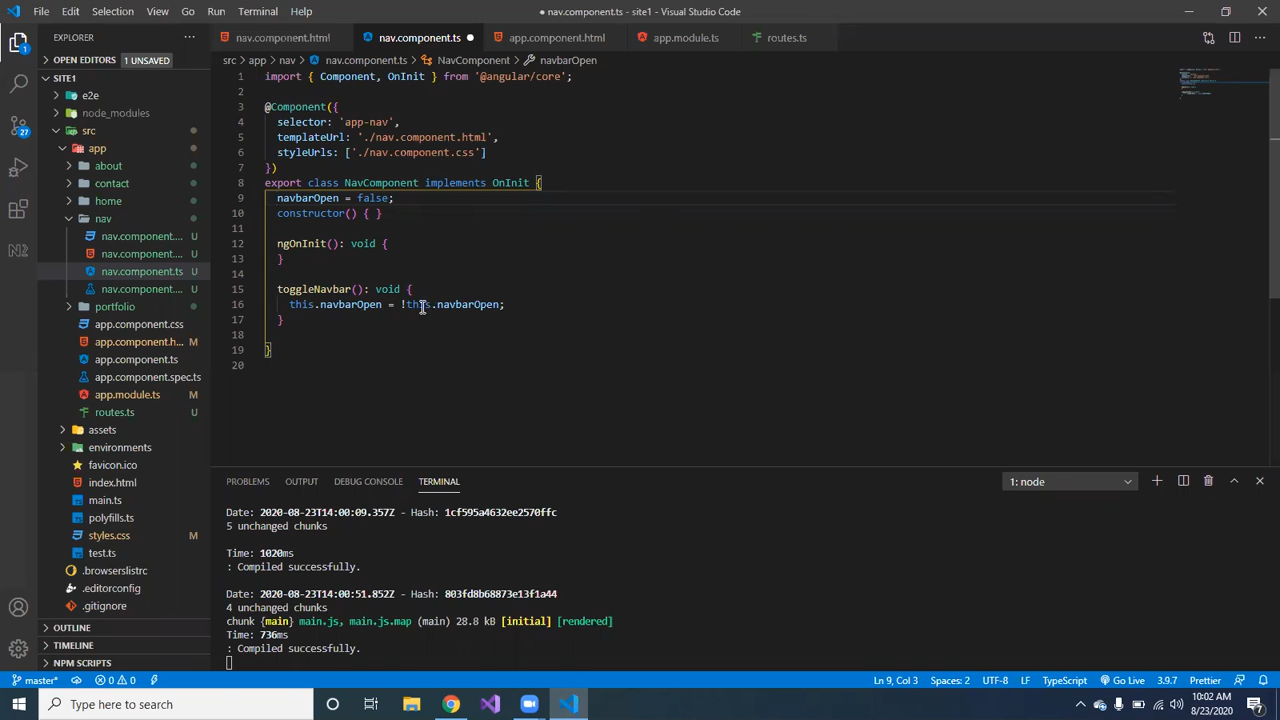 File Edit Selection View Go Run Terminal Help
● nav.component.ts - site1 - Visual Studio Code
EXPLORER
OPEN EDITORS 1 UNSAVED
SITE1
e2e
node_modules
src
app
about
contact
home
nav
nav.component.... U
nav.component.... U
nav.component.ts U
nav.component.... U
portfolio
app.component.css
app.component.h... M
app.component.ts
app.component.spec.ts
app.module.ts M
routes.ts U
assets
environments
favicon.ico
index.html
main.ts
polyfills.ts
styles.css
test.ts
.browserslistrc
.editorconfig
.gitignore
OUTLINE
TIMELINE
NPM SCRIPTS
1
27
N2
nav.component.html nav.component.ts ● app.component.html app.module.ts routes.ts
src > app > nav > nav.component.ts > NavComponent > navbarOpen
1 import { Component, OnInit } from '@angular/core';
2
3 @Component({
4 selector: 'app-nav',
5 templateUrl: './nav.component.html',
6 styleUrls: ['./nav.component.css']
7 })
8 export class NavComponent implements OnInit {
9 navbarOpen = false;
10 constructor() { }
11
12 ngOnInit(): void {
13 }
14
15 toggleNavbar(): void {
16 this.navbarOpen = !this.navbarOpen;
17 }
18
19 }
20
PROBLEMS OUTPUT DEBUG CONSOLE TERMINAL 1: node
Date: 2020-08-23T14:00:09.357Z - Hash: 1cf595a4632ee2570ffc
5 unchanged chunks
Time: 1020ms
: Compiled successfully.
Date: 2020-08-23T14:00:51.852Z - Hash: 803fd8b68873e13f1a44
4 unchanged chunks
chunk {main} main.js, main.js.map (main) 28.8 kB [initial] [rendered]
Time: 736ms
: Compiled successfully.
master* 0 0 Ln 9, Col 3 Spaces: 2 UTF-8 LF TypeScript Go Live 3.9.7 Prettier
Type here to search
10:02 AM
8/23/2020